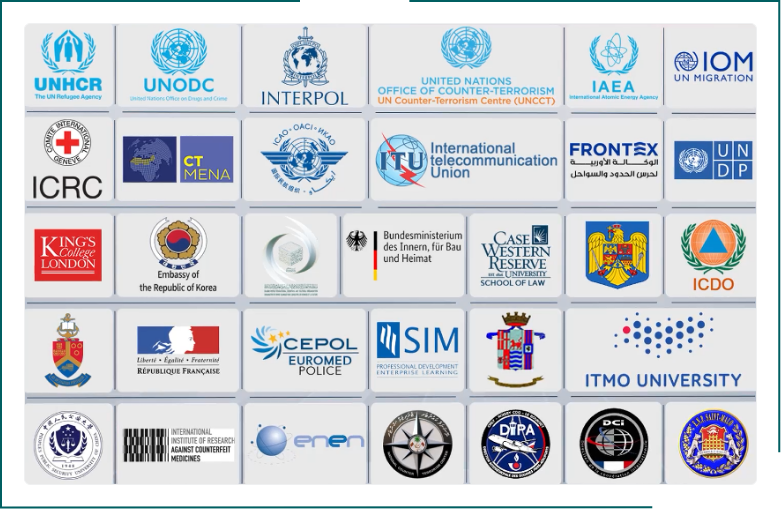 UNHCR
The UN Refugee Agency
UNODC
United Nations Office on Drugs and Crime
INTERPOL
UNITED NATIONS
OFFICE OF COUNTER-TERRORISM
UN Counter-Terrorism Centre (UNCCT)
IAEA
International Atomic Energy Agency
IOM
UN MIGRATION
COMITE INTERNATIONAL
GENEVE
ICRC
CT
MENA
ICAO · OACI · ИКАО
ITU
International
telecommunication
Union
FRONTEX
الوكالة الأوروبية
لحرس الحدود والسواحل
UN
DP
KING'S
College
LONDON
Embassy of
the Republic of Korea
Bundesministerium
des Innern, für Bau
und Heimat
CASE
WESTERN
RESERVE
UNIVERSITY
SCHOOL OF LAW
ICDO
Liberté • Égalité • Fraternité
RÉPUBLIQUE FRANÇAISE
CEPOL
EUROMED
POLICE
SIM
PROFESSIONAL DEVELOPMENT
ENTERPRISE LEARNING
ITMO UNIVERSITY
1948
INTERNATIONAL
INSTITUTE OF RESEARCH
AGAINST COUNTERFEIT
MEDICINES
enen
DTPA
DCI